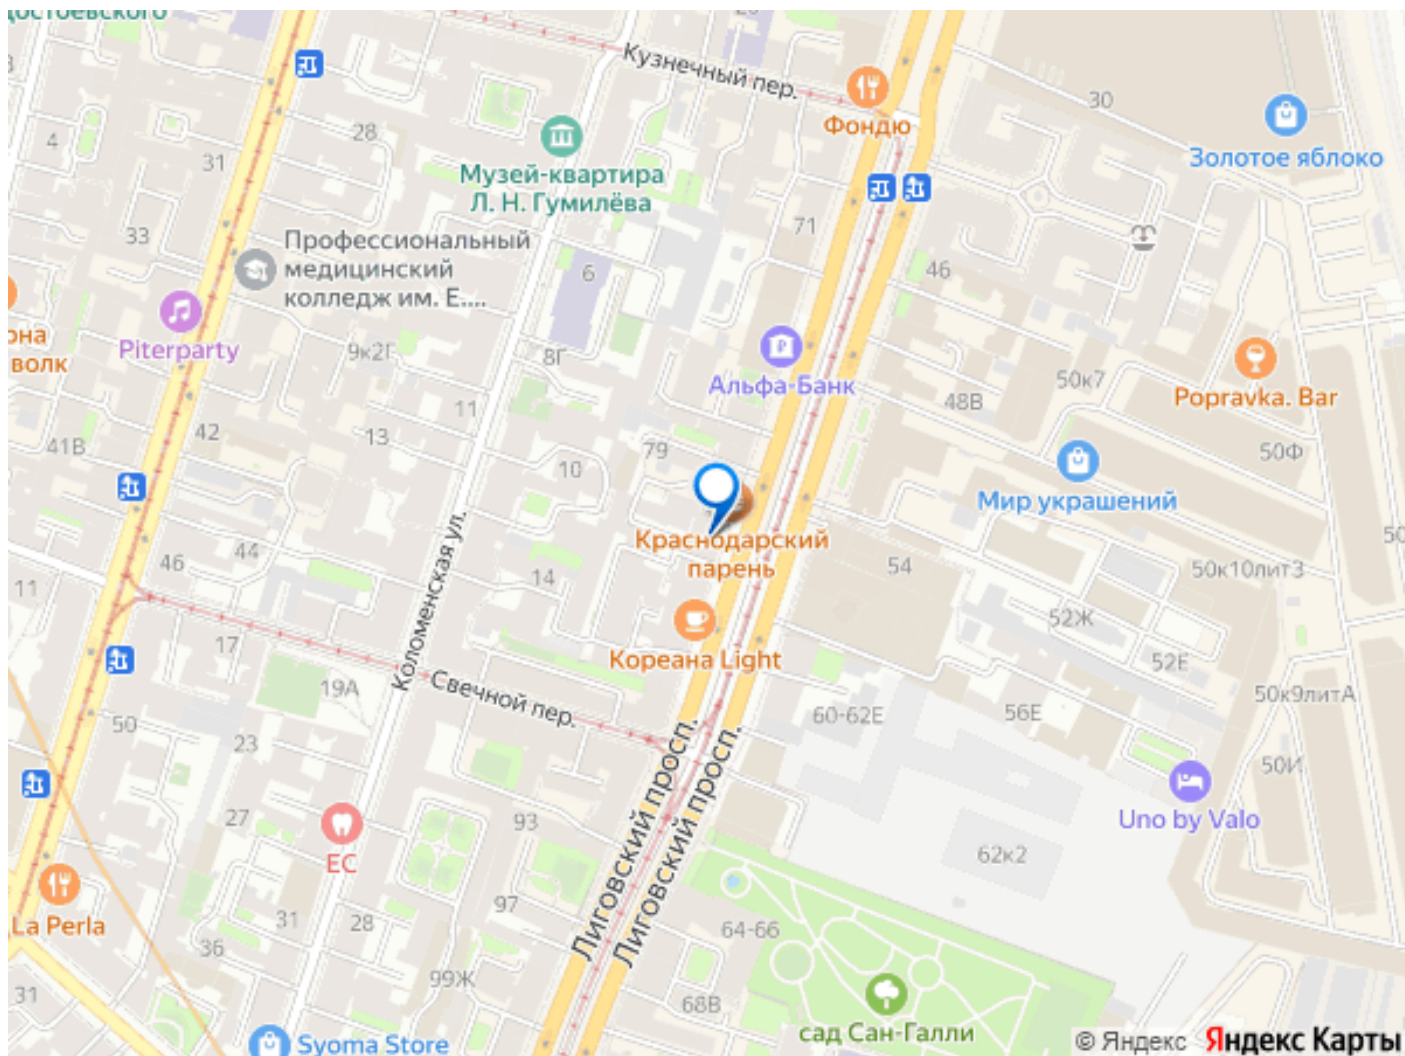 Кузнечный пер.
30
Фондю
Золотое яблоко
28
4
31
Музей-квартира
Л. Н. Гумилёва
71
33
Профессиональный
медицинский
колледж им. Е....
6
46
Piterparty
9к2Г
8Г
Альфа-Банк
50к7
48В
Popravka. Bar
волк
11
41В
42
13
79
10
50Ф
Мир украшений
Краснодарский
парень
46
44
14
54
50к10лит3
11
Коломенская ул.
52Ж
17
Кореана Light
52Е
19А
Свечной пер.
50к9литА
50
60-62Е
56Е
23
50И
27
93
Uno by Valo
ЕС
62к2
Лиговский просп.
Лиговский просп.
La Perla
31
28
97
64-66
36
99Ж
31
68В
сад Сан-Галли
Syoma Store
© Яндекс Яндекс Карты